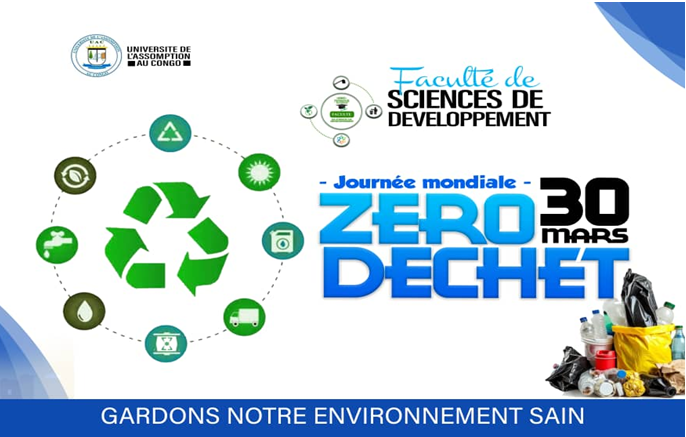 UNIVERSITE DE
L'ASSOMPTION
AU CONGO
Faculté de
SCIENCES DE
DEVELOPPEMENT
- Journée mondiale -
ZERO
DECHET
30
MARS
GARDONS NOTRE ENVIRONNEMENT SAIN